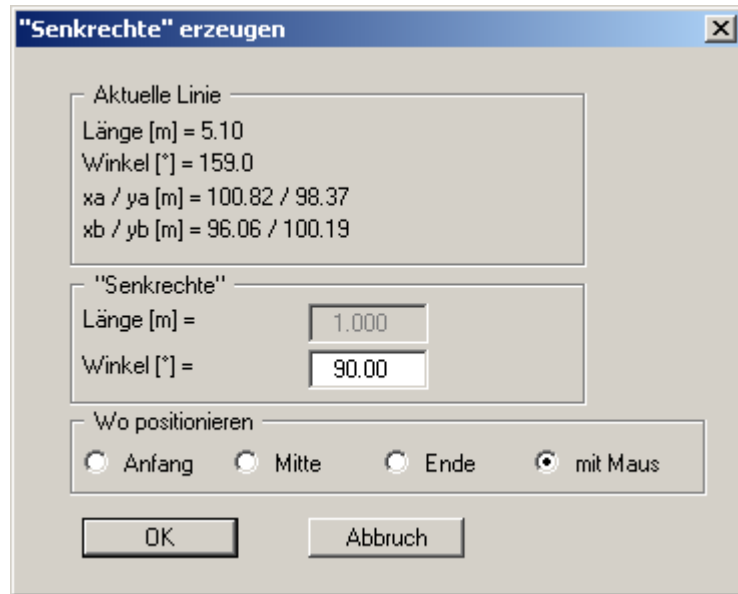 "Senkrechte" erzeugen
Aktuelle Linie
Länge [m] = 5.10
Winkel [°] = 159.0
xa / ya [m] = 100.82 / 98.37
xb / yb [m] = 96.06 / 100.19
"Senkrechte"
Länge [m] = 1.000
Winkel [°] = 90.00
Wo positionieren
Anfang Mitte Ende mit Maus
OK Abbruch